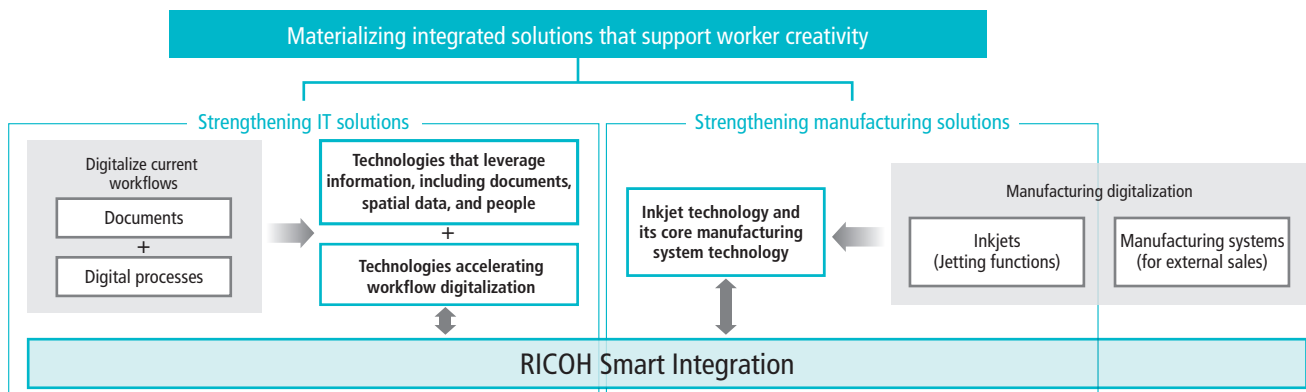 Materializing integrated solutions that support worker creativity
Strengthening IT solutions
Digitalize current
workflows
Documents
+
Digital processes
Technologies that leverage
information, including documents,
spatial data, and people
+
Technologies accelerating
workflow digitalization
Strengthening manufacturing solutions
Inkjet technology and
its core manufacturing
system technology
Manufacturing digitalization
Inkjets
(Jetting functions)
Manufacturing systems
(for external sales)
RICOH Smart Integration